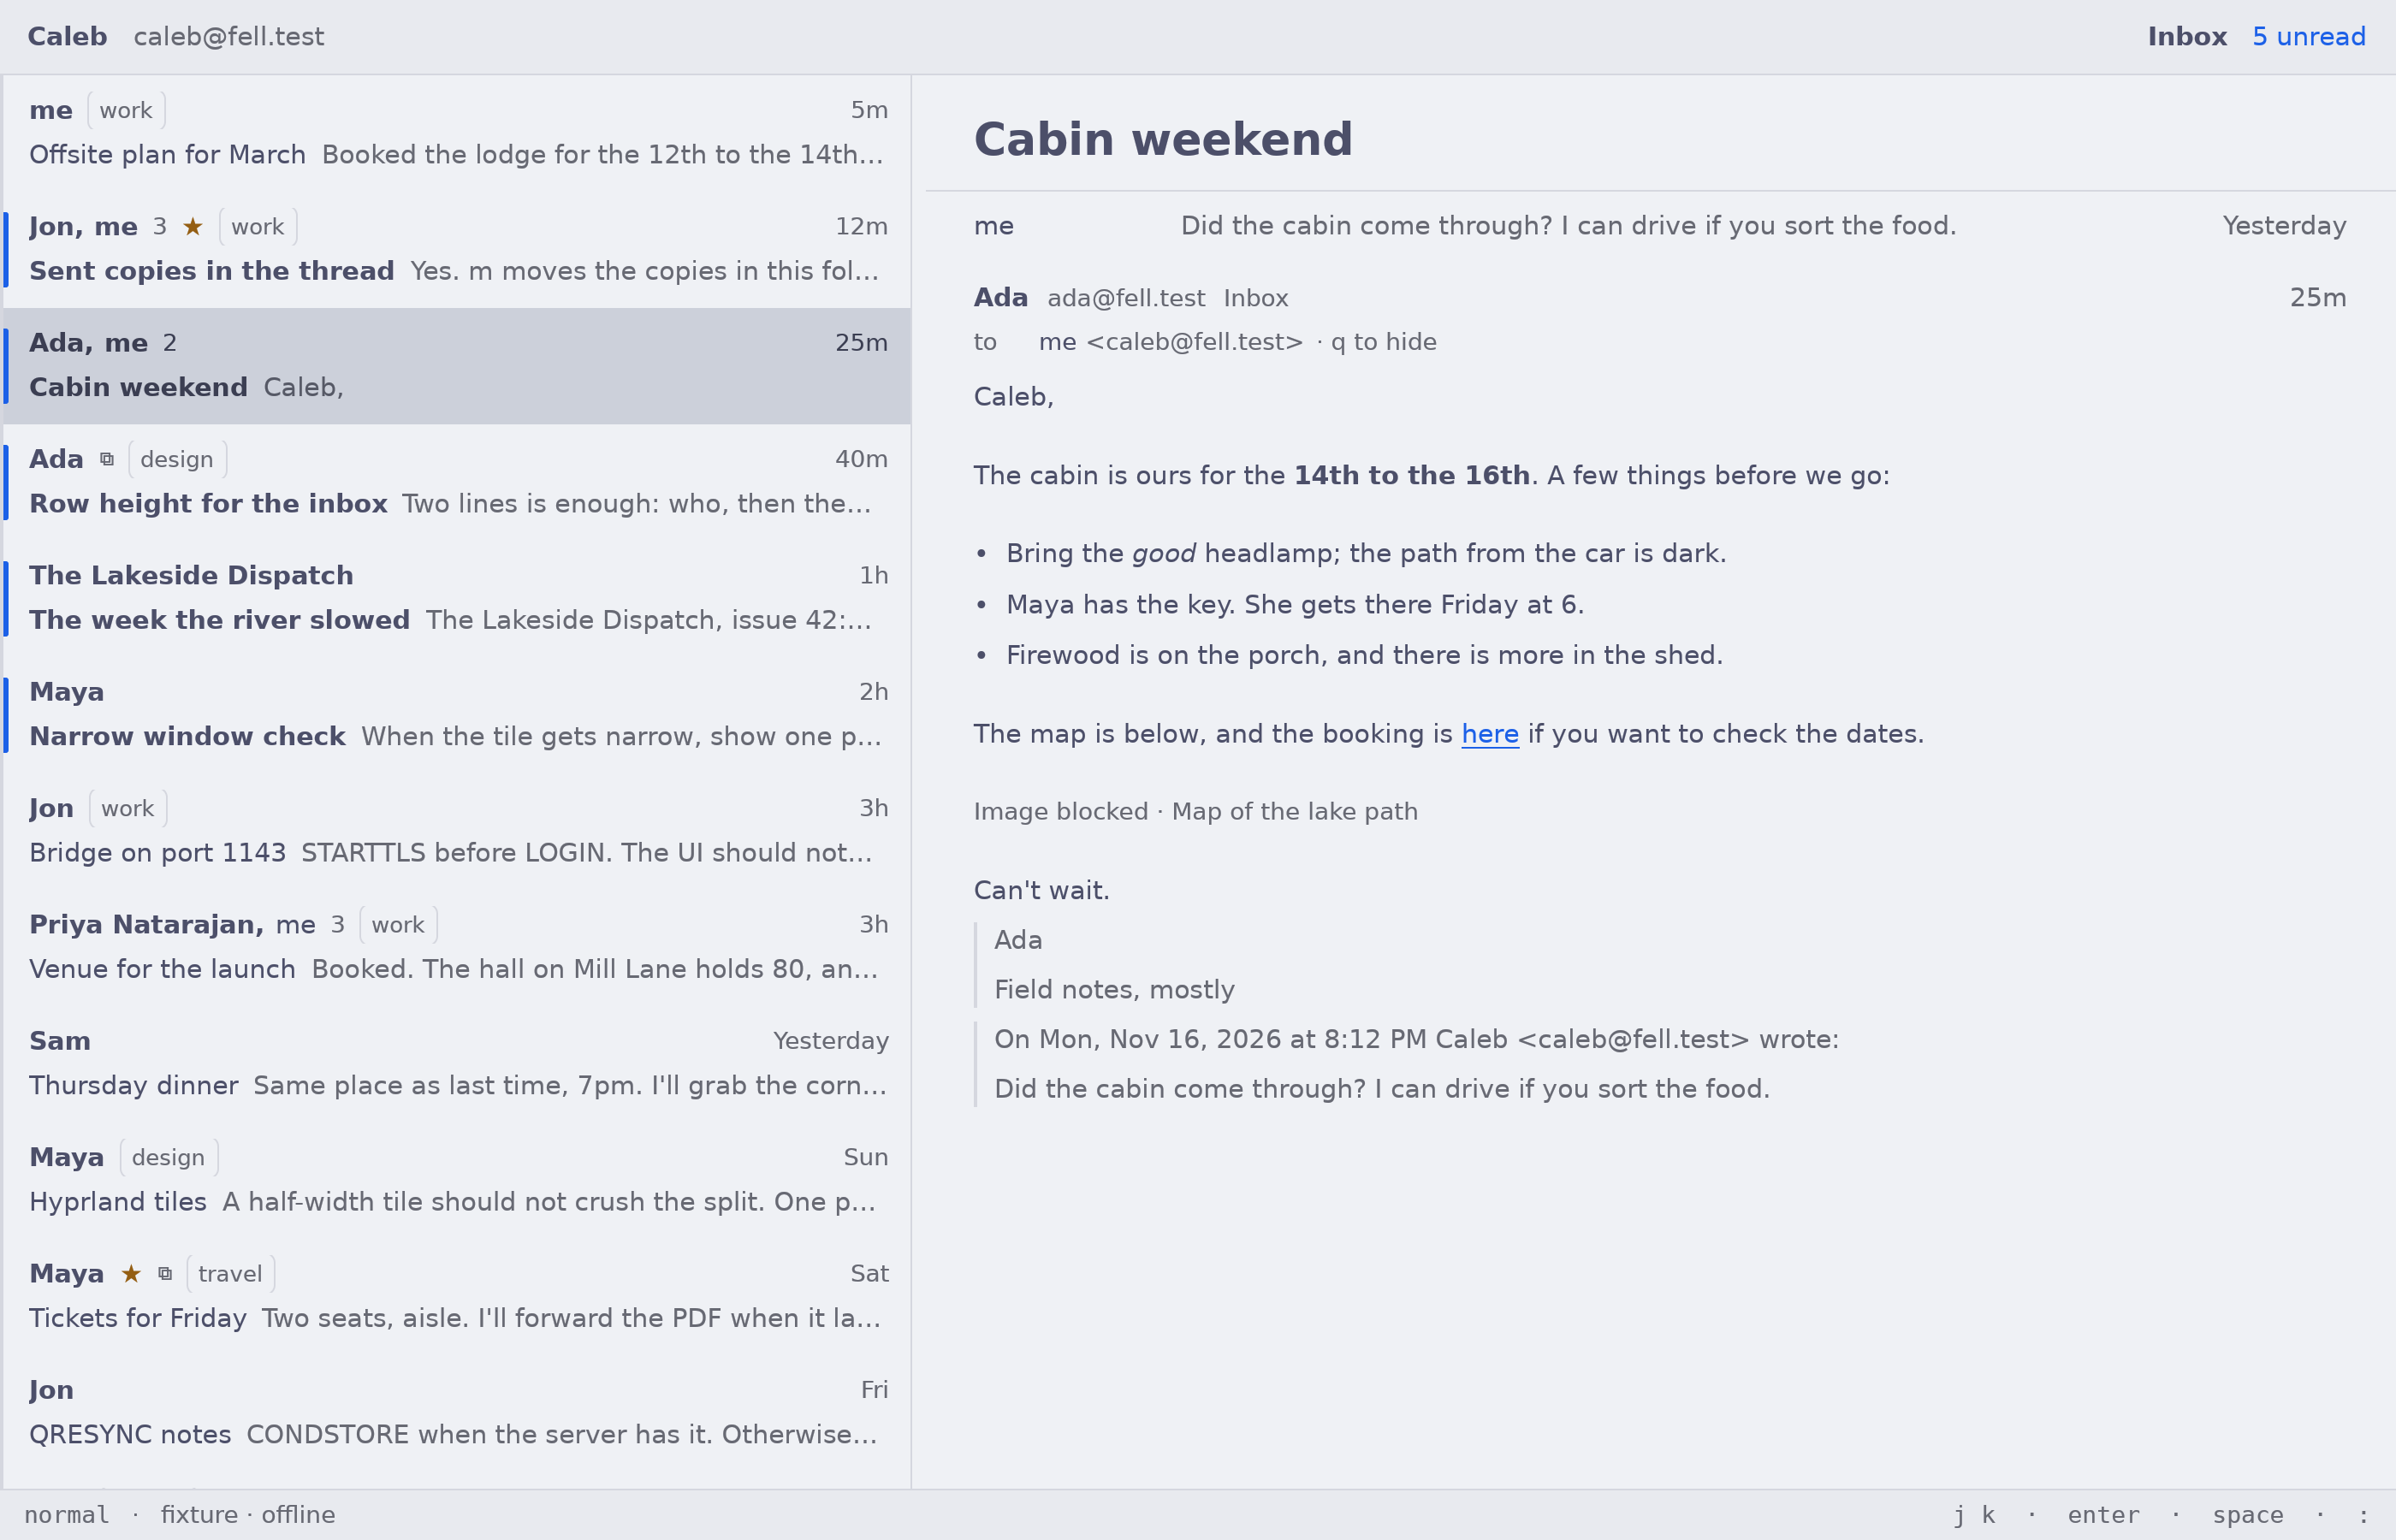 Caleb caleb@fell.test Inbox 5 unread
me work 5m
Offsite plan for March Booked the lodge for the 12th to the 14th…
Jon, me 3 ★ work 12m
Sent copies in the thread Yes. m moves the copies in this fol…
Ada, me 2 25m
Cabin weekend Caleb,
Ada design 40m
Row height for the inbox Two lines is enough: who, then the…
The Lakeside Dispatch 1h
The week the river slowed The Lakeside Dispatch, issue 42:…
Maya 2h
Narrow window check When the tile gets narrow, show one p…
Jon work 3h
Bridge on port 1143 STARTTLS before LOGIN. The UI should not…
Priya Natarajan, me 3 work 3h
Venue for the launch Booked. The hall on Mill Lane holds 80, an…
Sam Yesterday
Thursday dinner Same place as last time, 7pm. I'll grab the corn…
Maya design Sun
Hyprland tiles A half-width tile should not crush the split. One p…
Maya ★ travel Sat
Tickets for Friday Two seats, aisle. I'll forward the PDF when it la…
Jon Fri
QRESYNC notes CONDSTORE when the server has it. Otherwise…
Cabin weekend
me Did the cabin come through? I can drive if you sort the food. Yesterday
Ada ada@fell.test Inbox 25m
to me <caleb@fell.test> · q to hide
Caleb,
The cabin is ours for the 14th to the 16th. A few things before we go:
• Bring the good headlamp; the path from the car is dark.
• Maya has the key. She gets there Friday at 6.
• Firewood is on the porch, and there is more in the shed.
The map is below, and the booking is here if you want to check the dates.
Image blocked · Map of the lake path
Can't wait.
Ada
Field notes, mostly
On Mon, Nov 16, 2026 at 8:12 PM Caleb <caleb@fell.test> wrote:
Did the cabin come through? I can drive if you sort the food.
normal · fixture · offline j k · enter · space · :